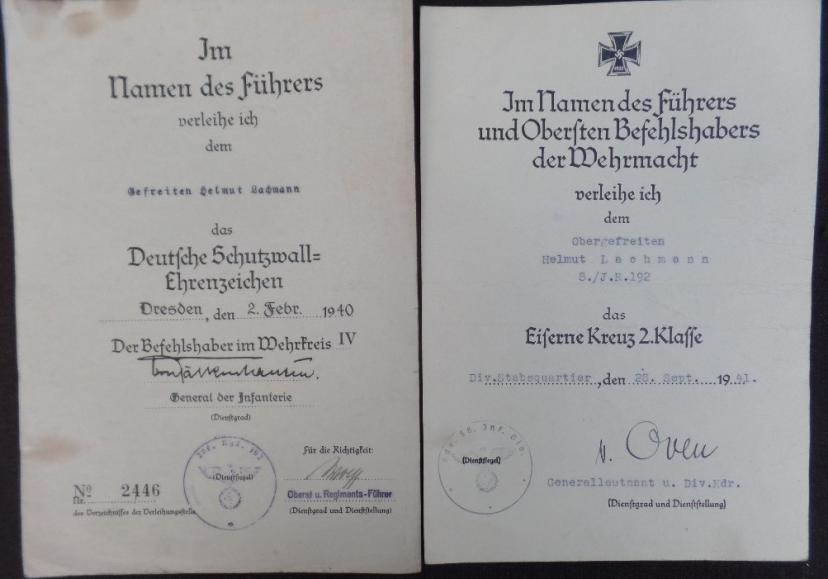 Im
Namen des Führers
verleihe ich
dem
Gefreiten Helmut Lachmann
das
Deutsche Schutzwall=
Ehrenzeichen
Dresden, den 2. Febr. 1940
Der Befehlshaber im Wehrkreis IV
General der Infanterie
(Dienstgrad)
Inf. Rgt. 192
(Dienstsiegel)
Für die Richtigkeit:
Oberst u. Regiments-Führer
(Dienstgrad und Dienststellung)
No 2446
Nr.
des Verzeichnisses der Verleihungsstelle
Im Namen des Führers
und Obersten Befehlshabers
der Wehrmacht
verleihe ich
dem
Obergefreiten
Helmut Lachmann
8./J.R.192
das
Eiserne Kreuz 2. Klasse
Div.Stabsquartier, den 28. Sept. 1941.
(Dienstsiegel)
v. Oven
Generalleutnant u. Div.Kdr.
(Dienstgrad und Dienststellung)